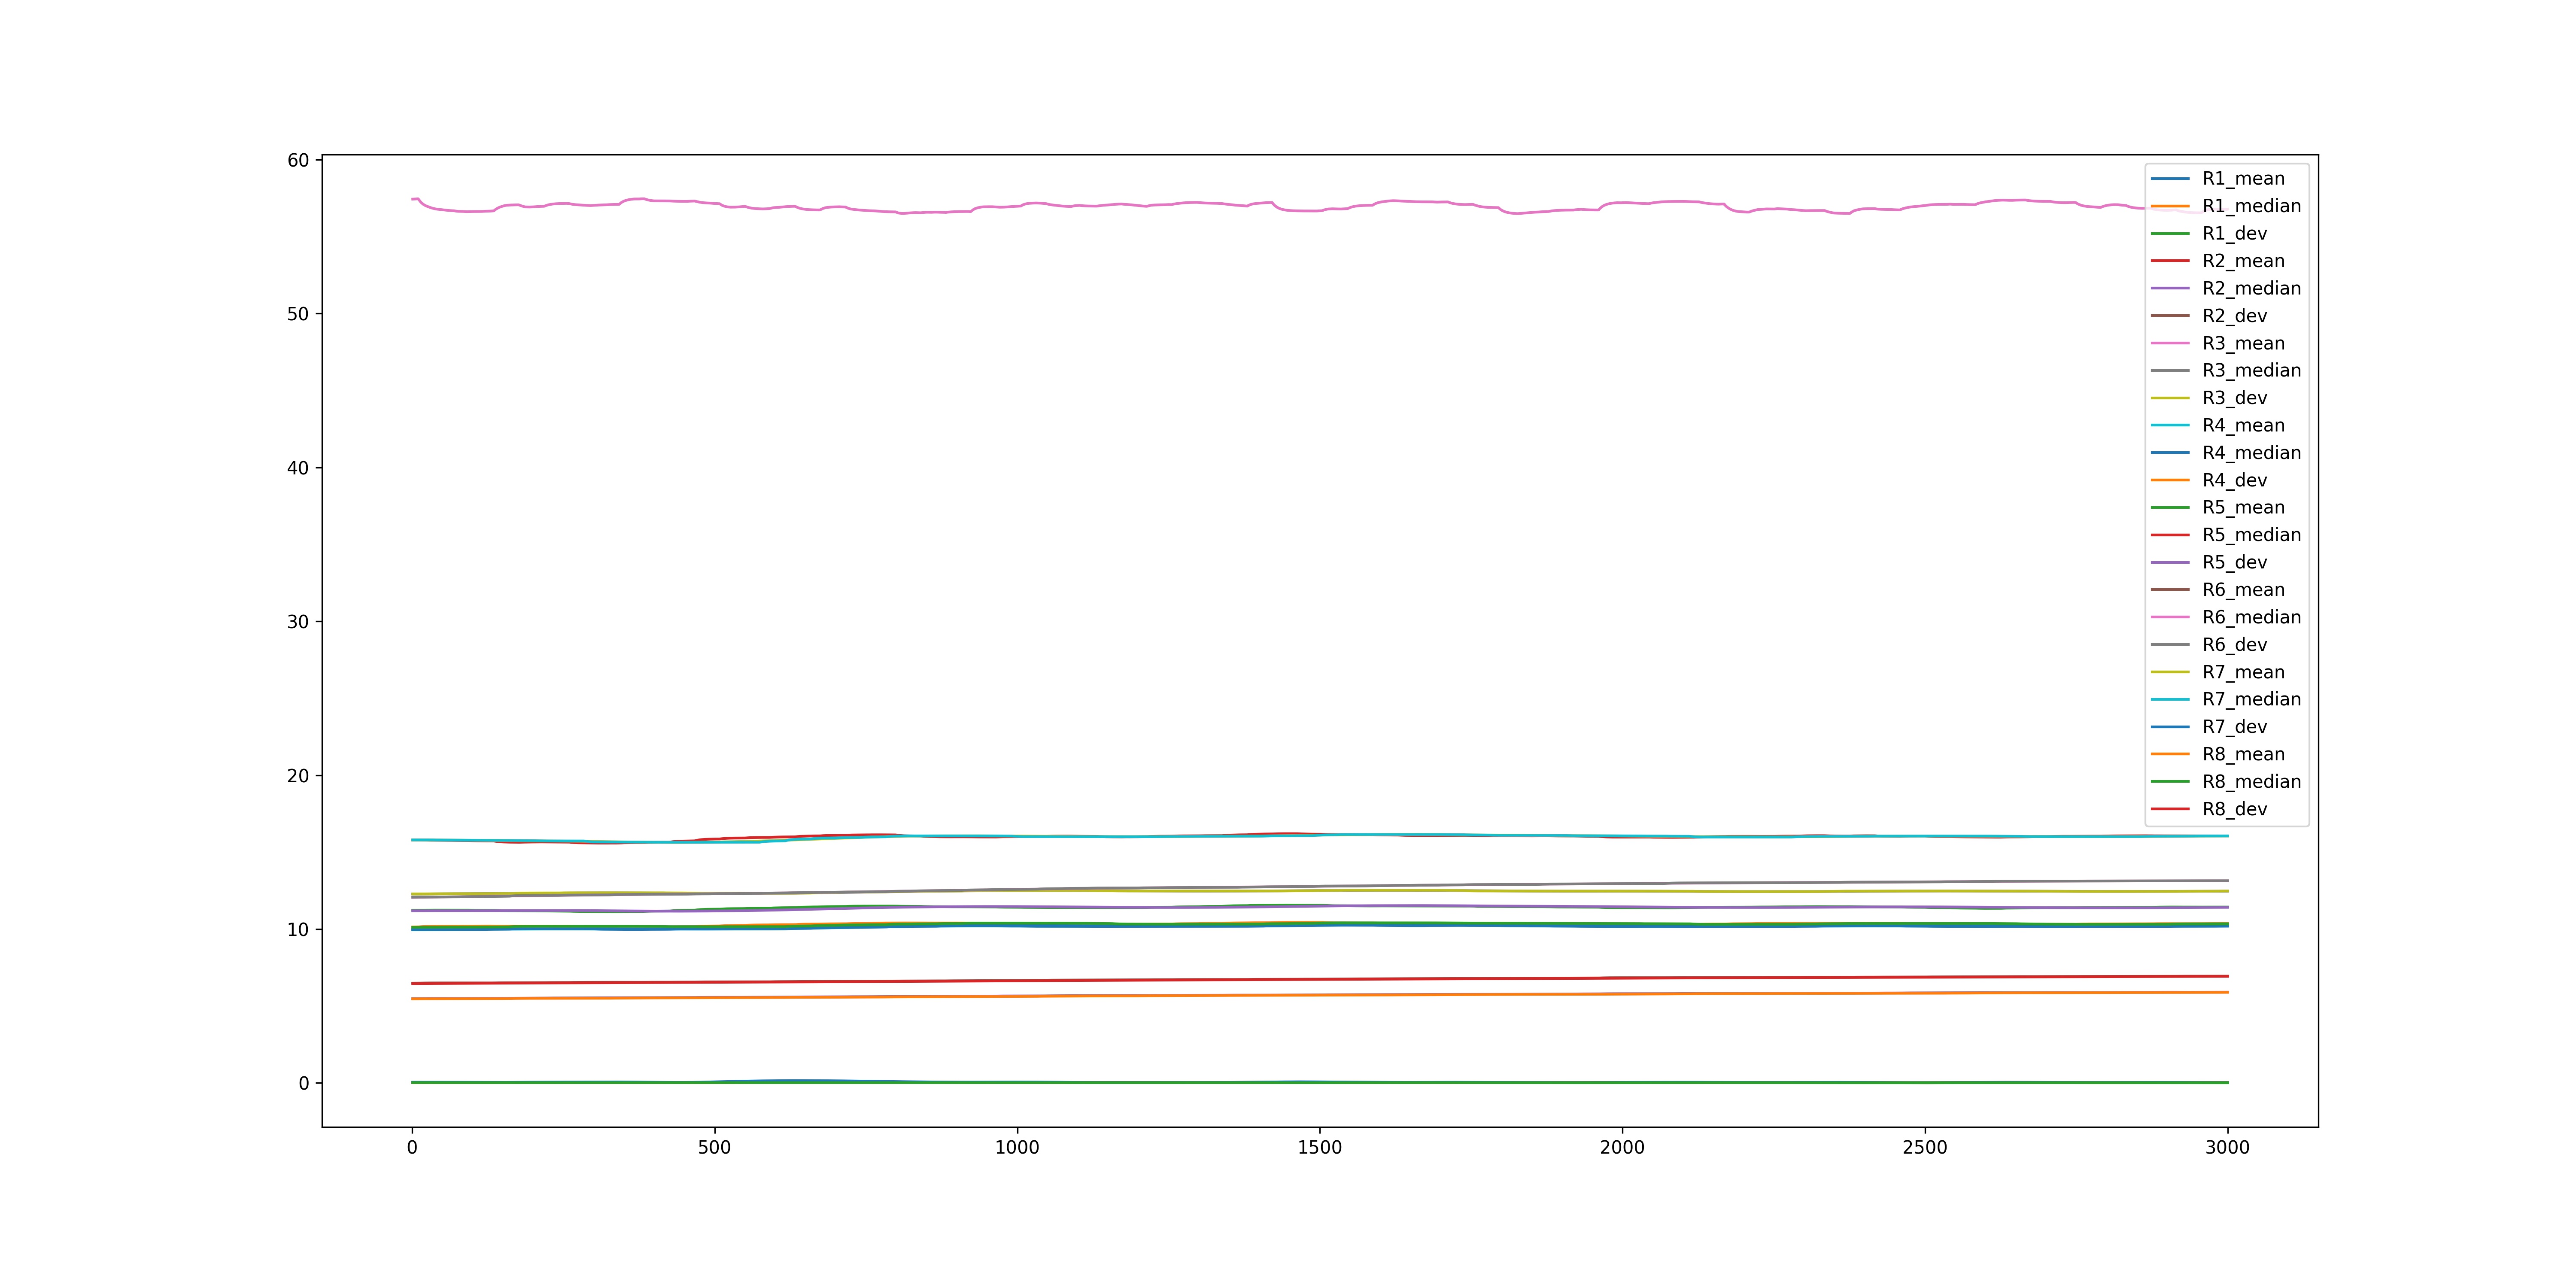 60
50
40
30
20
10
0
0 500 1000 1500 2000 2500 3000
R1_mean
R1_median
R1_dev
R2_mean
R2_median
R2_dev
R3_mean
R3_median
R3_dev
R4_mean
R4_median
R4_dev
R5_mean
R5_median
R5_dev
R6_mean
R6_median
R6_dev
R7_mean
R7_median
R7_dev
R8_mean
R8_median
R8_dev